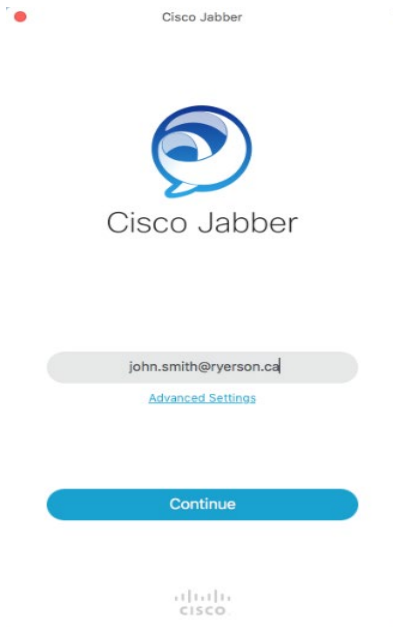 Cisco Jabber
Cisco Jabber
john.smith@ryerson.ca
Advanced Settings
Continue
CISCO